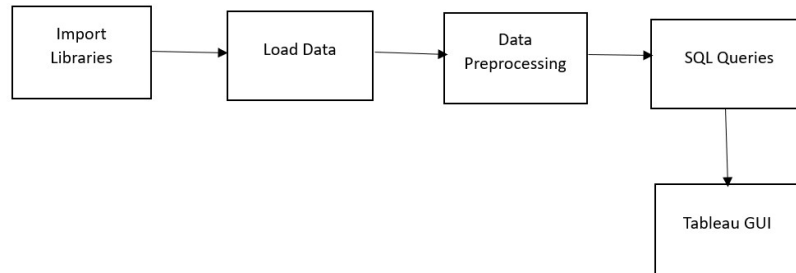 Import
Libraries
Load Data
Data
Preprocessing
SQL Queries
Tableau GUI